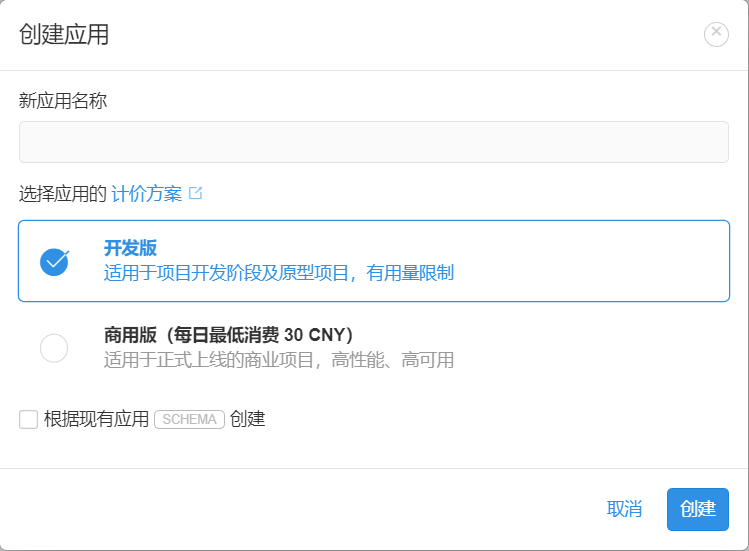 创建应用
新应用名称
选择应用的 计价方案
开发版
适用于项目开发阶段及原型项目，有用量限制
商用版（每日最低消费 30 CNY）
适用于正式上线的商业项目，高性能、高可用
根据现有应用 SCHEMA 创建
取消 创建